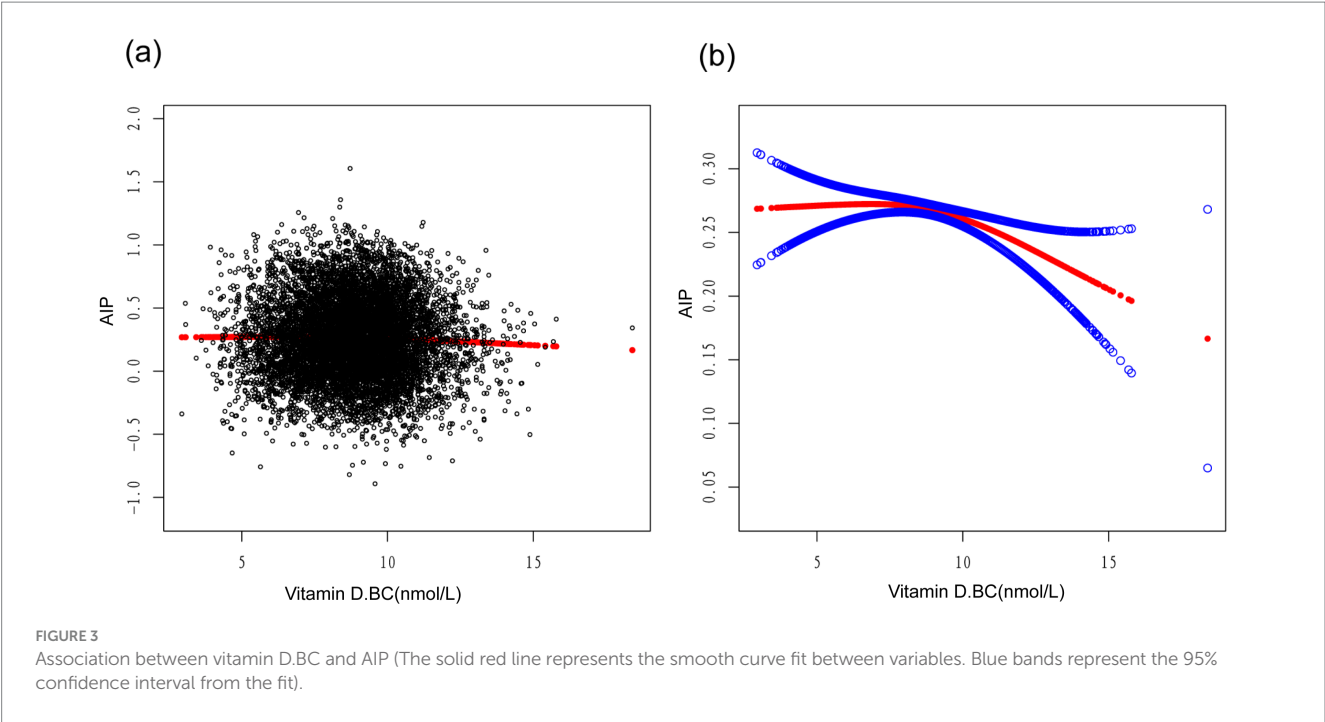 (a)
(b)
2.0
1.5
1.0
0.5
0.0
-0.5
-1.0
AIP
5
10
15
Vitamin D.BC(nmol/L)
0.30
0.25
0.20
0.15
0.10
0.05
AIP
5
10
15
Vitamin D.BC(nmol/L)
FIGURE 3
Association between vitamin D.BC and AIP (The solid red line represents the smooth curve fit between variables. Blue bands represent the 95%
confidence interval from the fit).